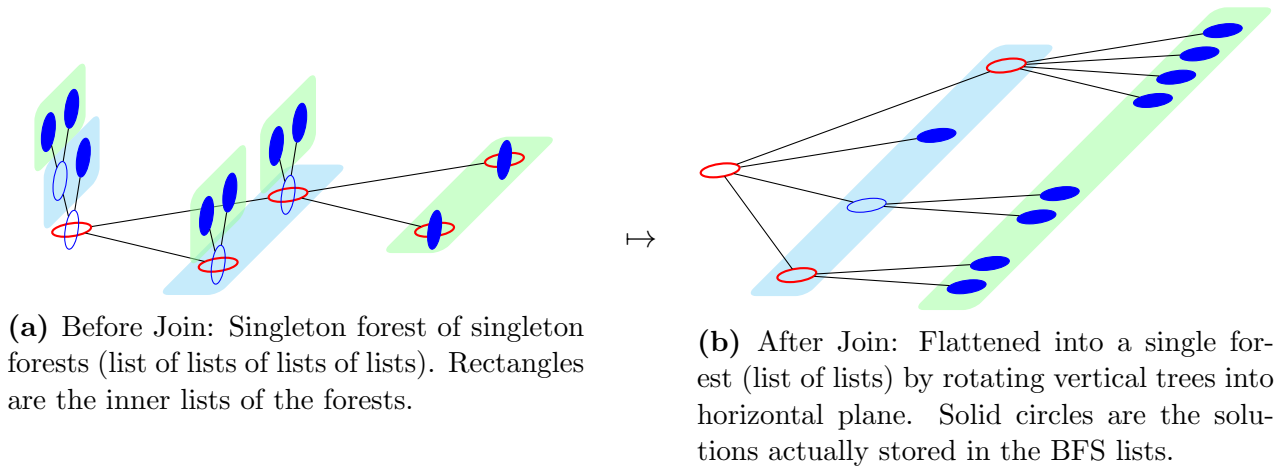 ↦
(a) Before Join: Singleton forest of singleton
forests (list of lists of lists of lists). Rectangles
are the inner lists of the forests.
(b) After Join: Flattened into a single for-
est (list of lists) by rotating vertical trees into
horizontal plane. Solid circles are the solu-
tions actually stored in the BFS lists.